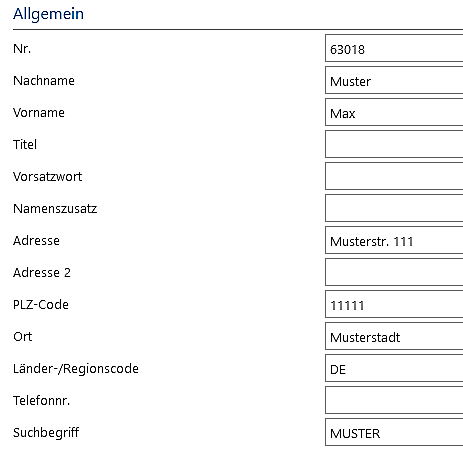 Allgemein
Nr. 63018
Nachname Muster
Vorname Max
Titel
Vorsatzwort
Namenszusatz
Adresse Musterstr. 111
Adresse 2
PLZ-Code 11111
Ort Musterstadt
Länder-/Regionscode DE
Telefonnr.
Suchbegriff MUSTER